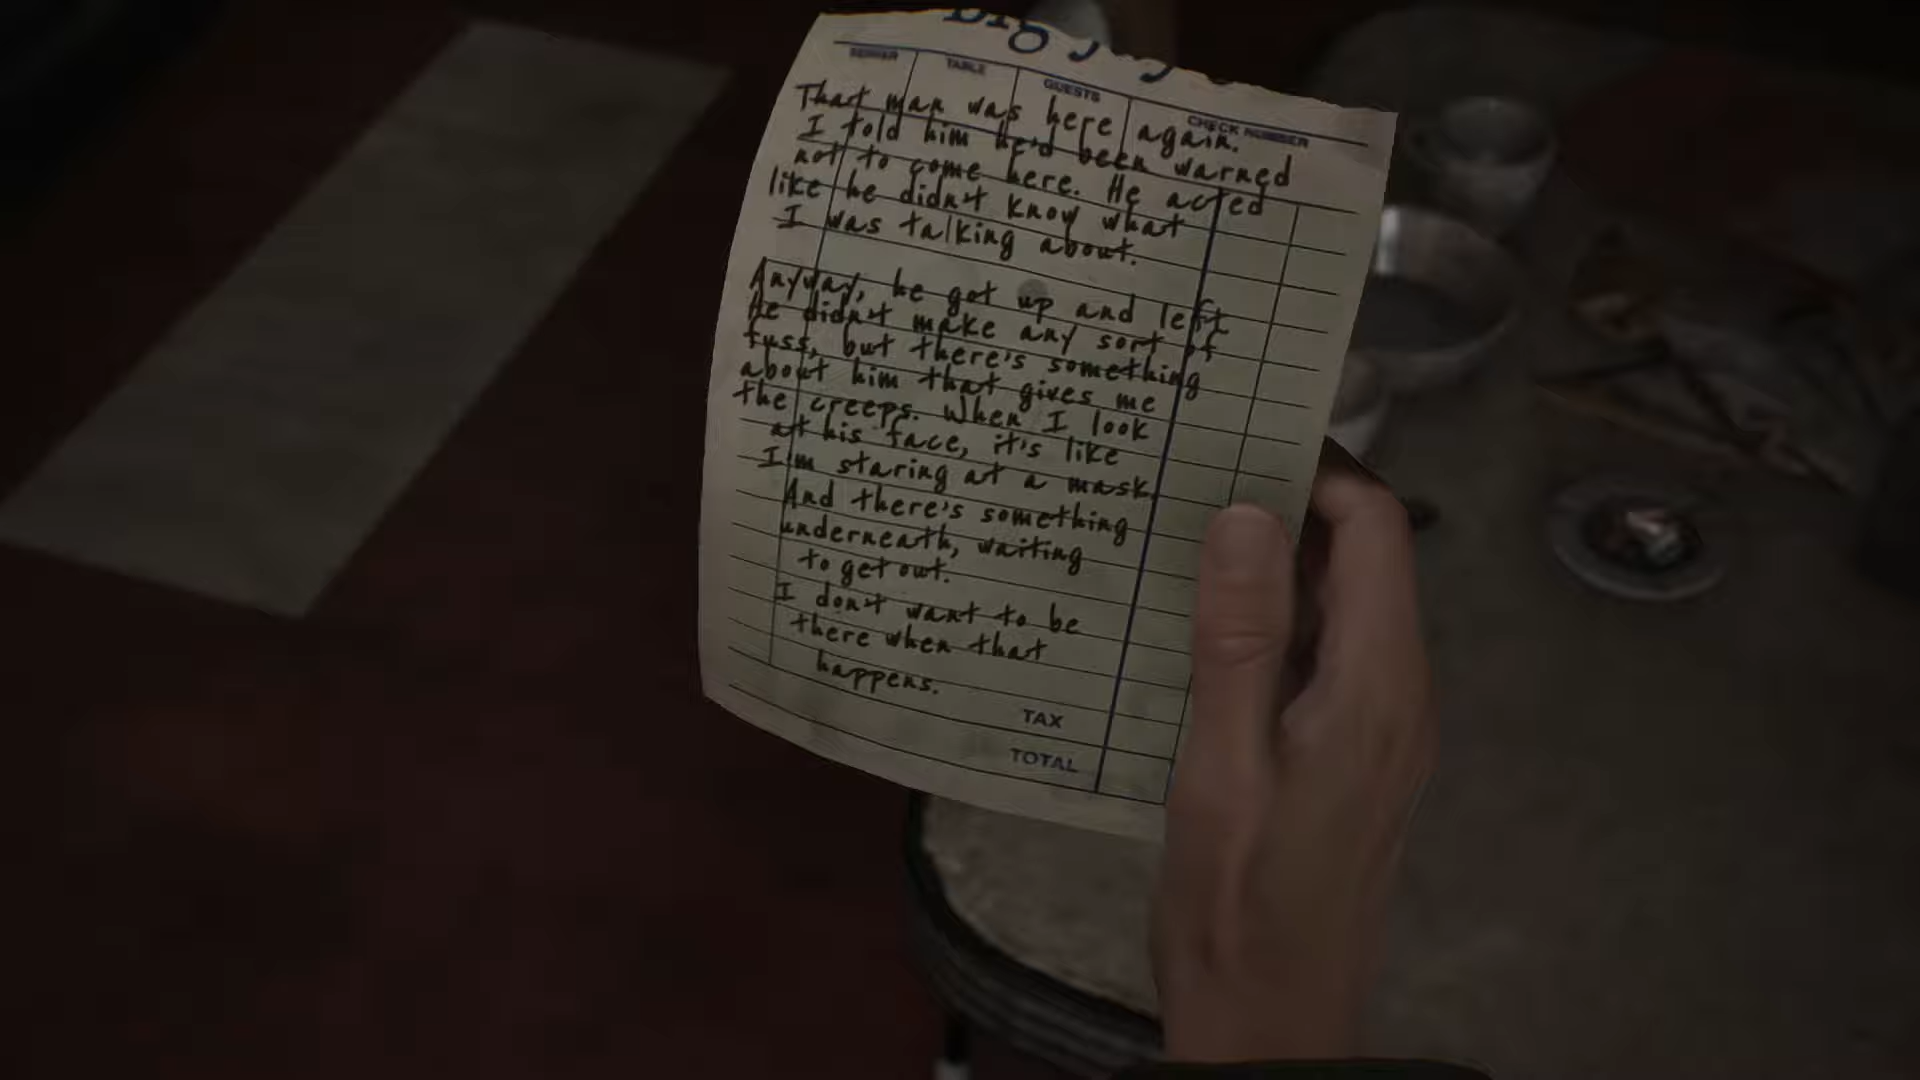 SERVER TABLE GUESTS CHECK NUMBER
That man was here again.
I told him he'd been warned
not to come here. He acted
like he didn't know what
I was talking about.
Anyway, he got up and left
He didn't make any sort of
fuss, but there's something
about him that gives me
the creeps. When I look
at his face, it's like
I'm staring at a mask.
And there's something
underneath, waiting
to get out.
I don't want to be
there when that
happens.
TAX
TOTAL